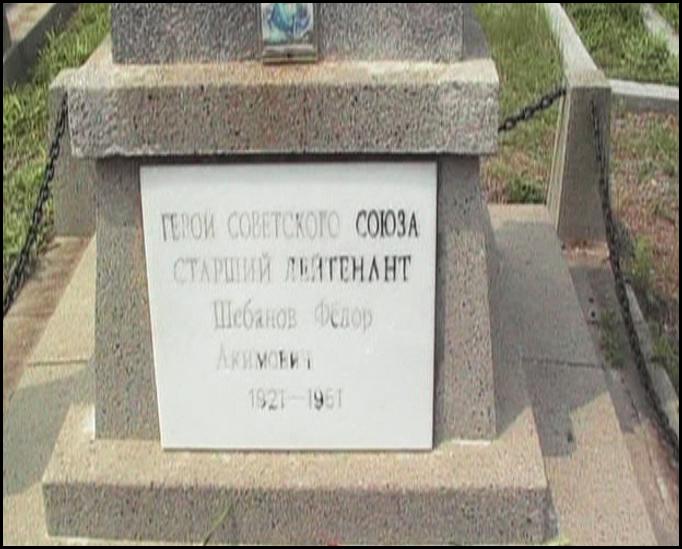 ГЕРОЙ СОВЕТСКОГО СОЮЗА
СТАРШИЙ ЛЕЙТЕНАНТ
Шебанов Фёдор
Акимович
1921-1951